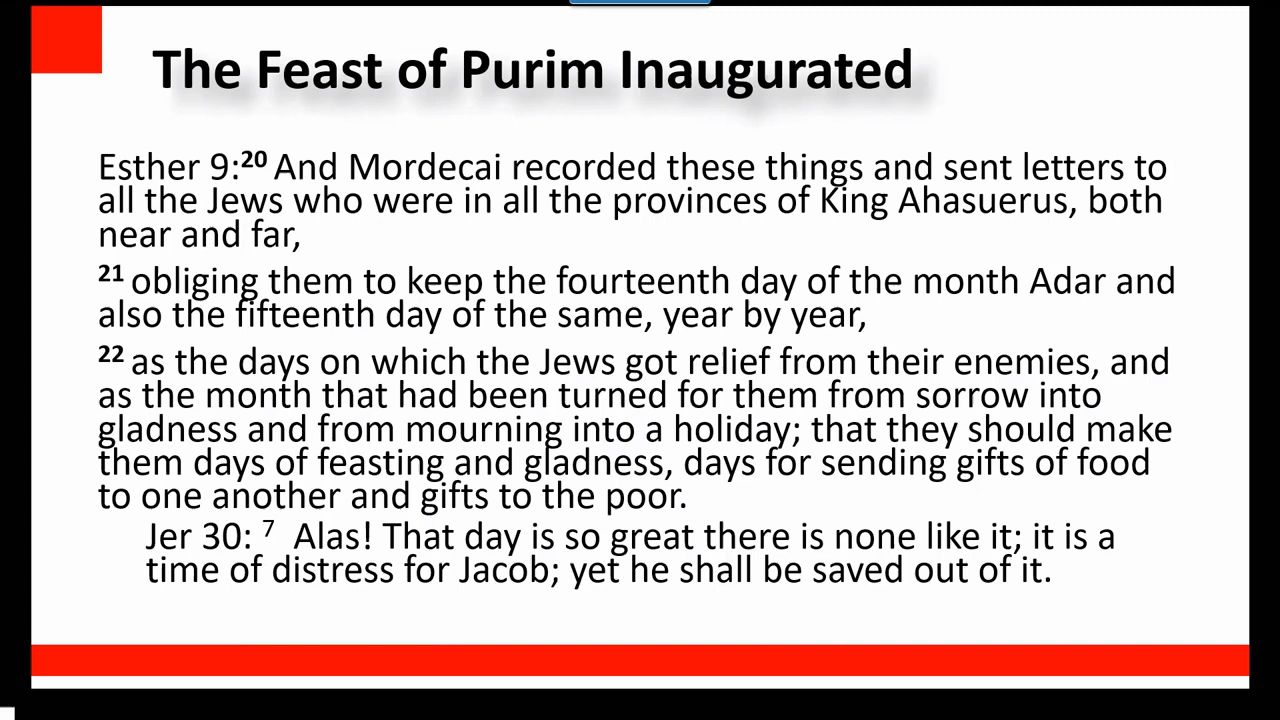 The Feast of Purim Inaugurated
Esther 9:20 And Mordecai recorded these things and sent letters to
all the Jews who were in all the provinces of King Ahasuerus, both
near and far,
21 obliging them to keep the fourteenth day of the month Adar and
also the fifteenth day of the same, year by year,
22 as the days on which the Jews got relief from their enemies, and
as the month that had been turned for them from sorrow into
gladness and from mourning into a holiday; that they should make
them days of feasting and gladness, days for sending gifts of food
to one another and gifts to the poor.
Jer 30: 7 Alas! That day is so great there is none like it; it is a
time of distress for Jacob; yet he shall be saved out of it.